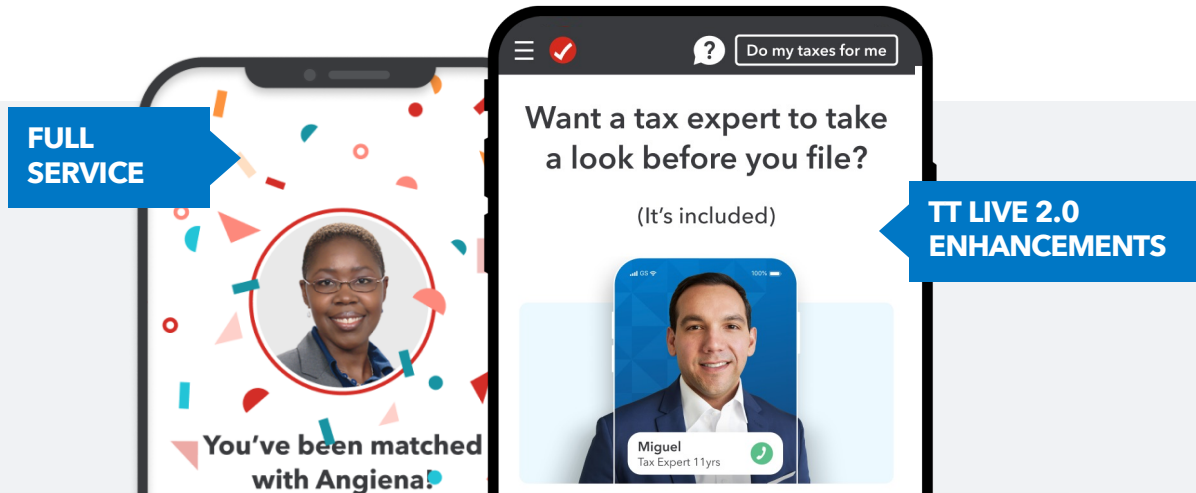 FULL
SERVICE
You've been matched
with Angiena!
Do my taxes for me
Want a tax expert to take
a look before you file?
(It's included)
GS
100%
Miguel
Tax Expert 11yrs
TT LIVE 2.0
ENHANCEMENTS